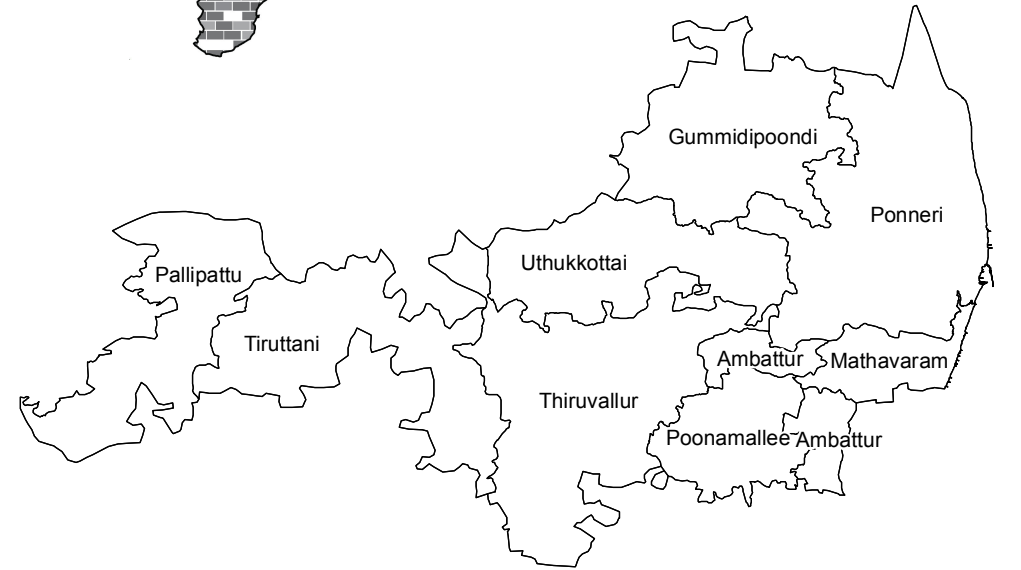 Gummidipoondi
Ponneri
Uthukkottai
Pallipattu
Tiruttani
Ambattur
Mathavaram
Thiruvallur
Poonamallee
Ambattur